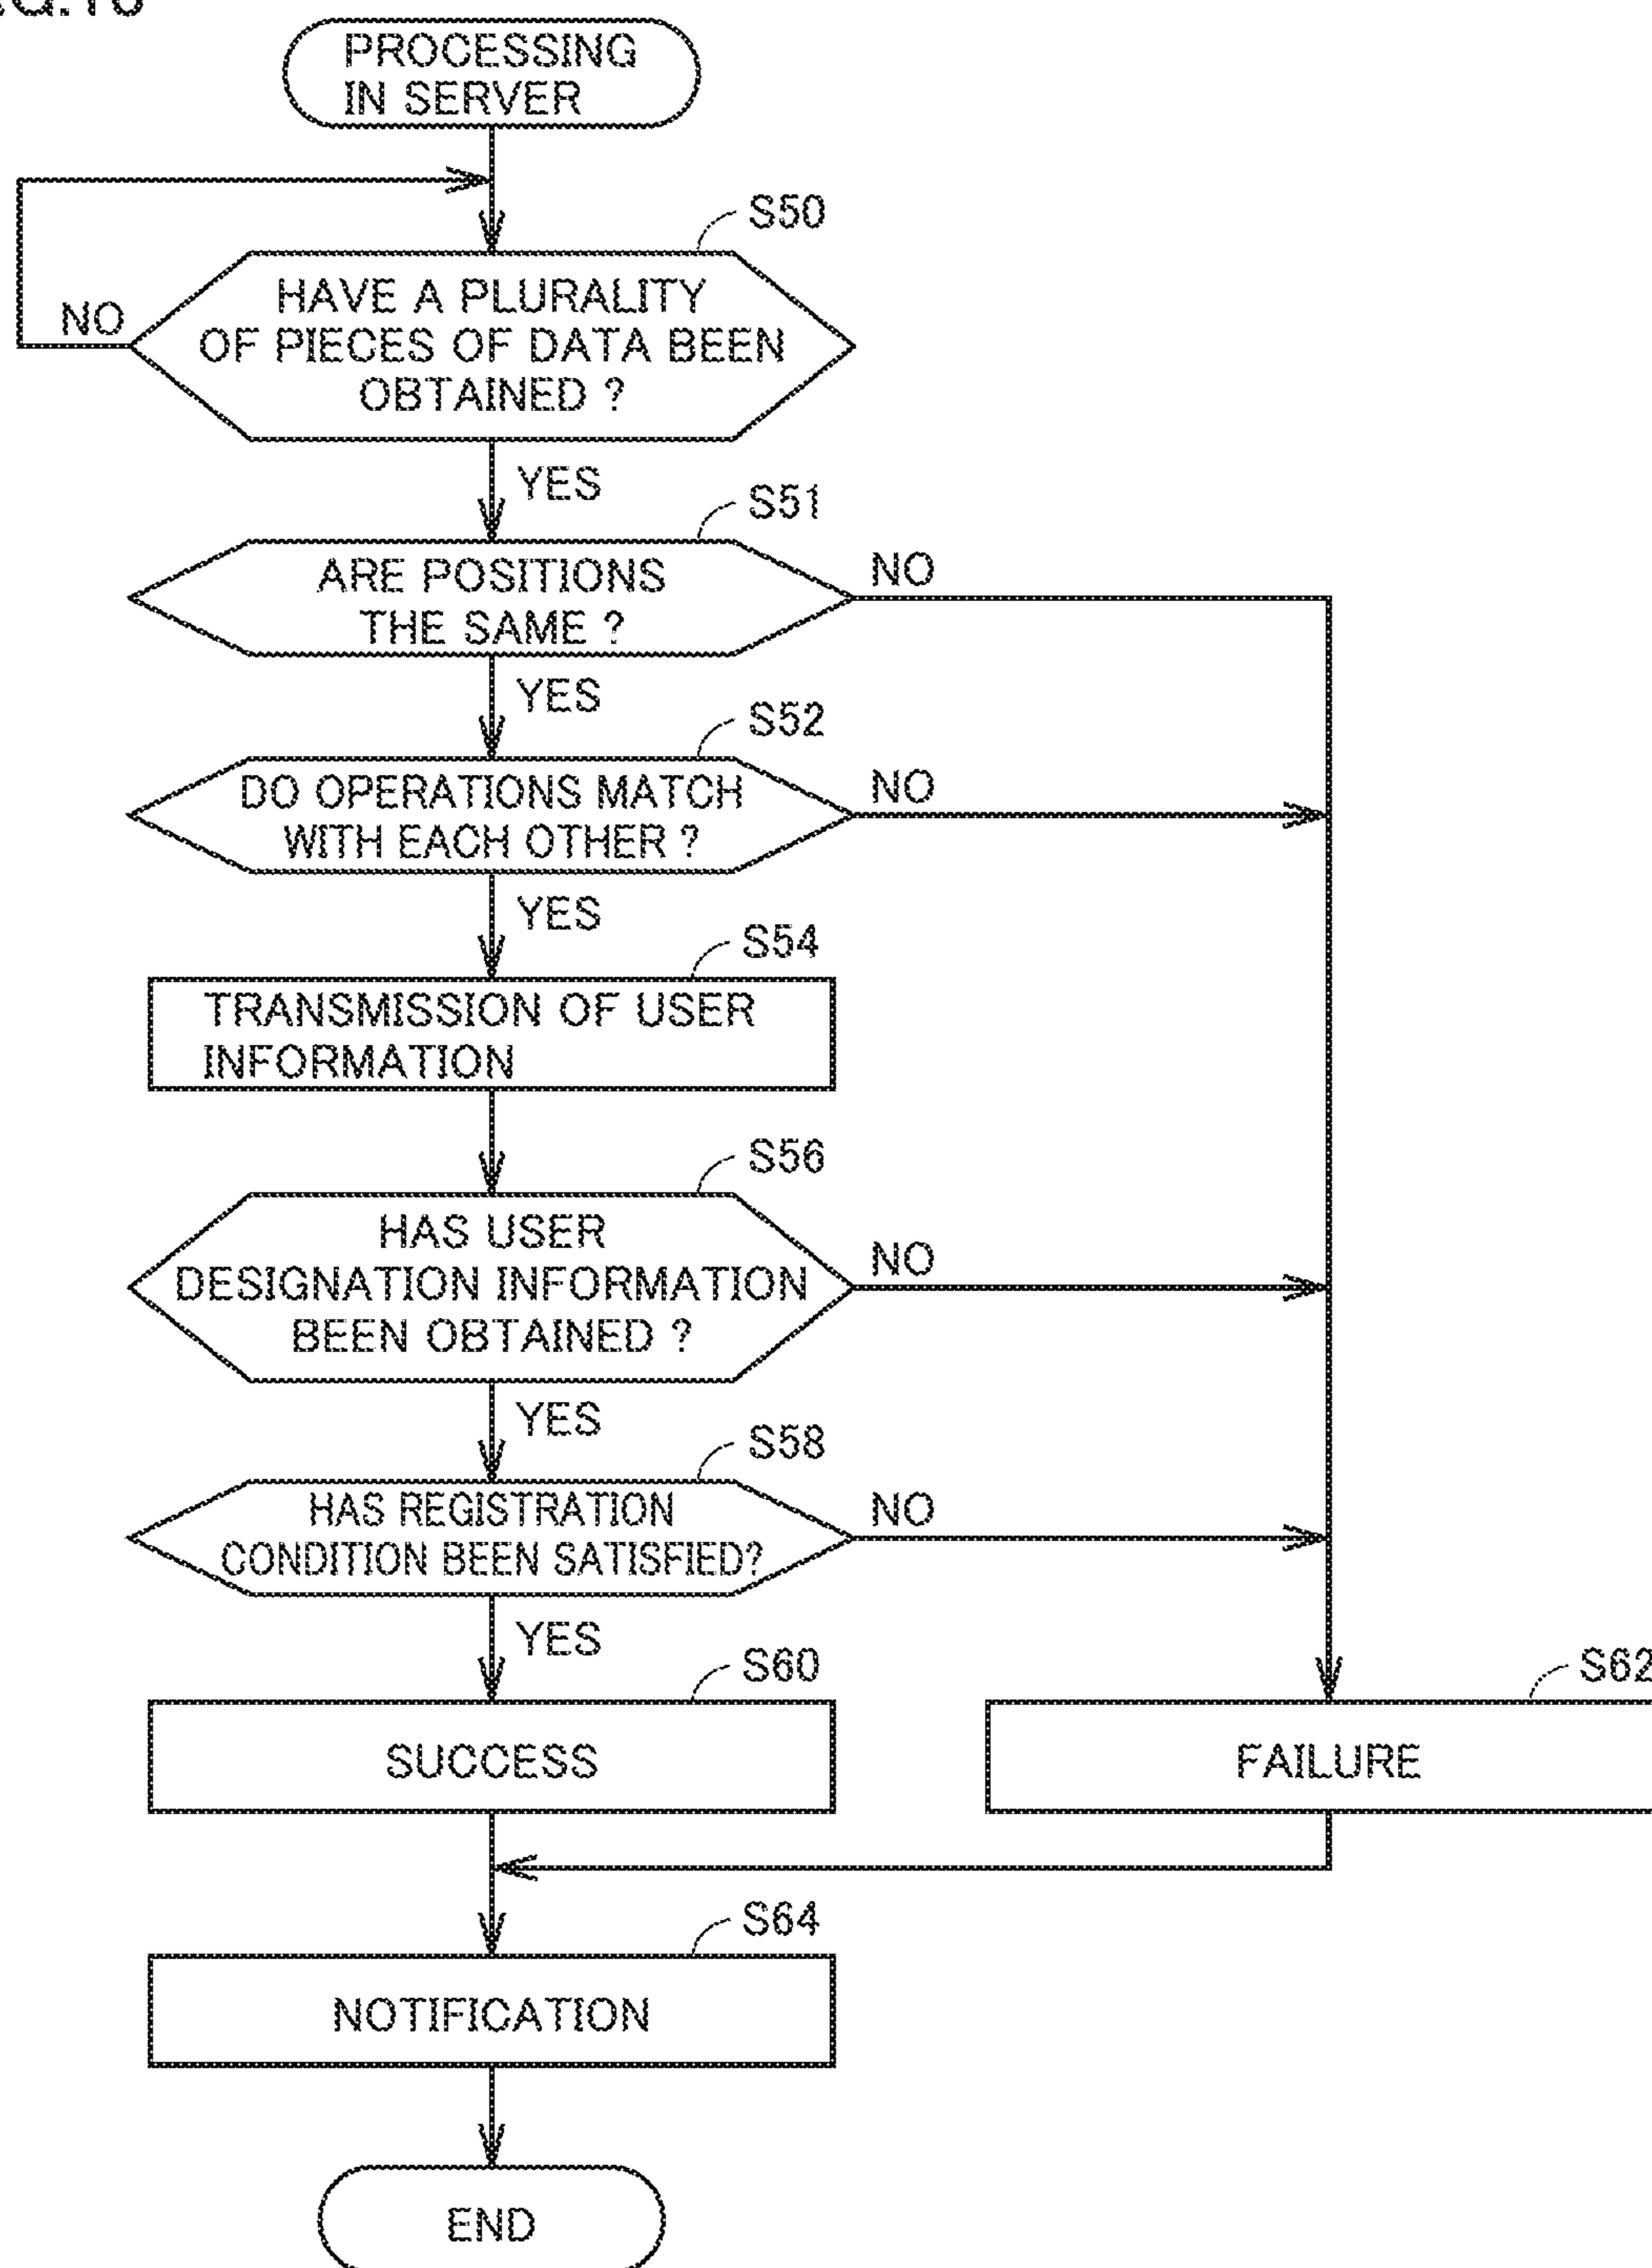 PROCESSING
IN SERVER
S50
HAVE A PLURALITY
OF PIECES OF DATA BEEN
OBTAINED ?
NO
YES
S51
ARE POSITIONS
THE SAME ?
NO
YES
S52
DO OPERATIONS MATCH
WITH EACH OTHER ?
NO
YES
S54
TRANSMISSION OF USER
INFORMATION
S56
HAS USER
DESIGNATION INFORMATION
BEEN OBTAINED ?
NO
YES
S58
HAS REGISTRATION
CONDITION BEEN SATISFIED?
NO
YES
S60
SUCCESS
S62
FAILURE
S64
NOTIFICATION
END